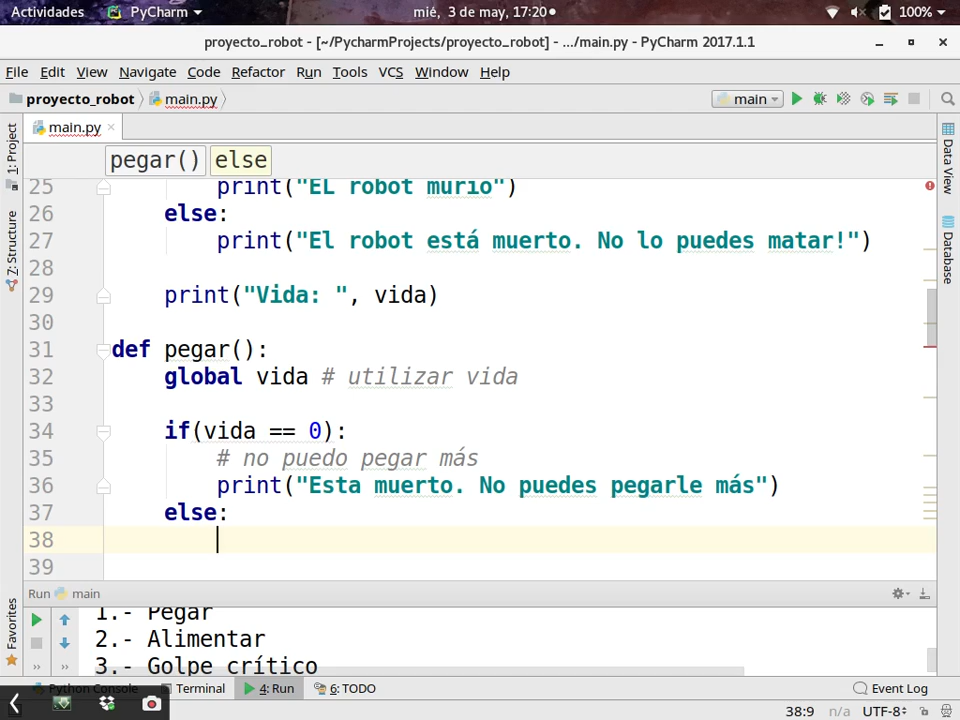 Actividades PyCharm mié, 3 de may, 17:20 100%
proyecto_robot - [~/PycharmProjects/proyecto_robot] - .../main.py - PyCharm 2017.1.1
File Edit View Navigate Code Refactor Run Tools VCS Window Help
proyecto_robot main.py main
main.py
1: Project
7: Structure
Favorites
Data View
Database
pegar() else
25 print("EL robot murio")
26 else:
27 print("El robot está muerto. No lo puedes matar!")
28
29 print("Vida: ", vida)
30
31 def pegar():
32 global vida # utilizar vida
33
34 if(vida == 0):
35 # no puedo pegar más
36 print("Esta muerto. No puedes pegarle más")
37 else:
38
39
Run main
1.- Pegar
2.- Alimentar
3.- Golpe crítico
Python Console Terminal 4: Run 6: TODO Event Log
38:9 n/a UTF-8